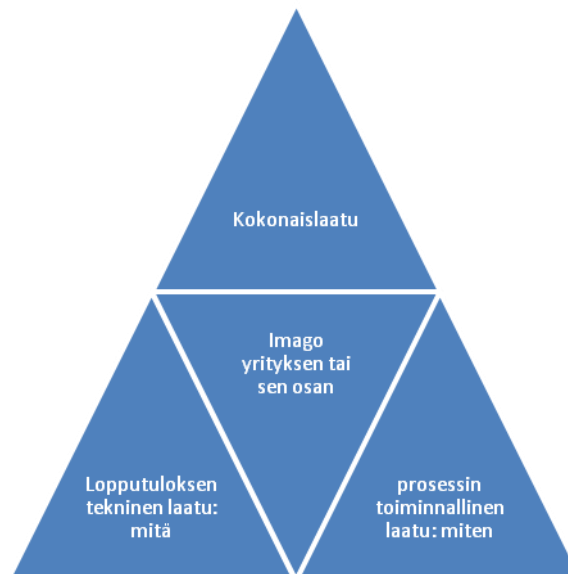 Kokonaislaatu
Imago
yrityksen tai
sen osan
Lopputuloksen
tekninen laatu:
mitä
prosessin
toiminnallinen
laatu: miten